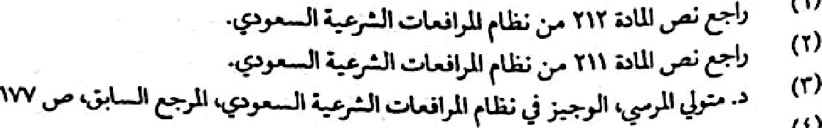 (١) راجع نص المادة ٢١٢ من نظام المرافعات الشرعية السعودي.
(٢) راجع نص المادة ٢١١ من نظام المرافعات الشرعية السعودي.
(٣) د. متولي المرسي، الوجيز في نظام المرافعات الشرعية السعودي، المرجع السابق، ص ١٧٧
(٤)